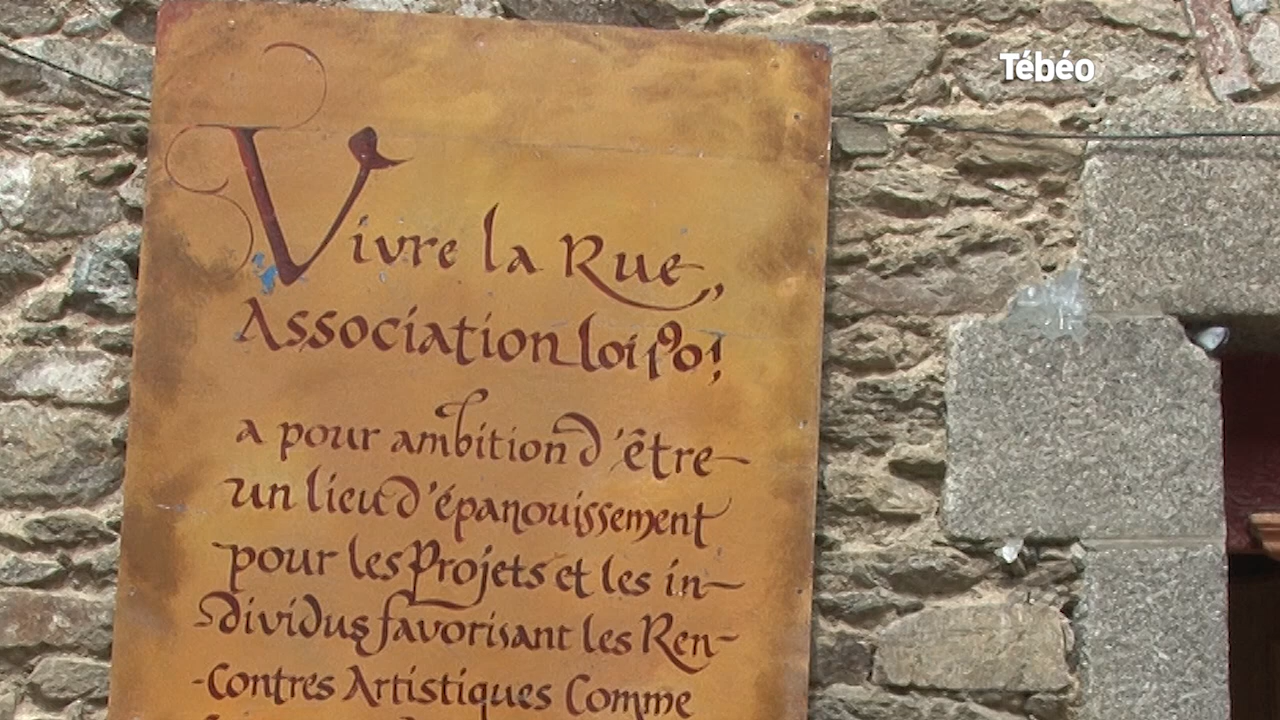 Tébéo
Vivre la Rue,
Association loi 1901
a pour ambition d'être
un lieu d'épanouissement
pour les Projets et les in-
dividus favorisant les Ren-
-contres Artistiques Comme